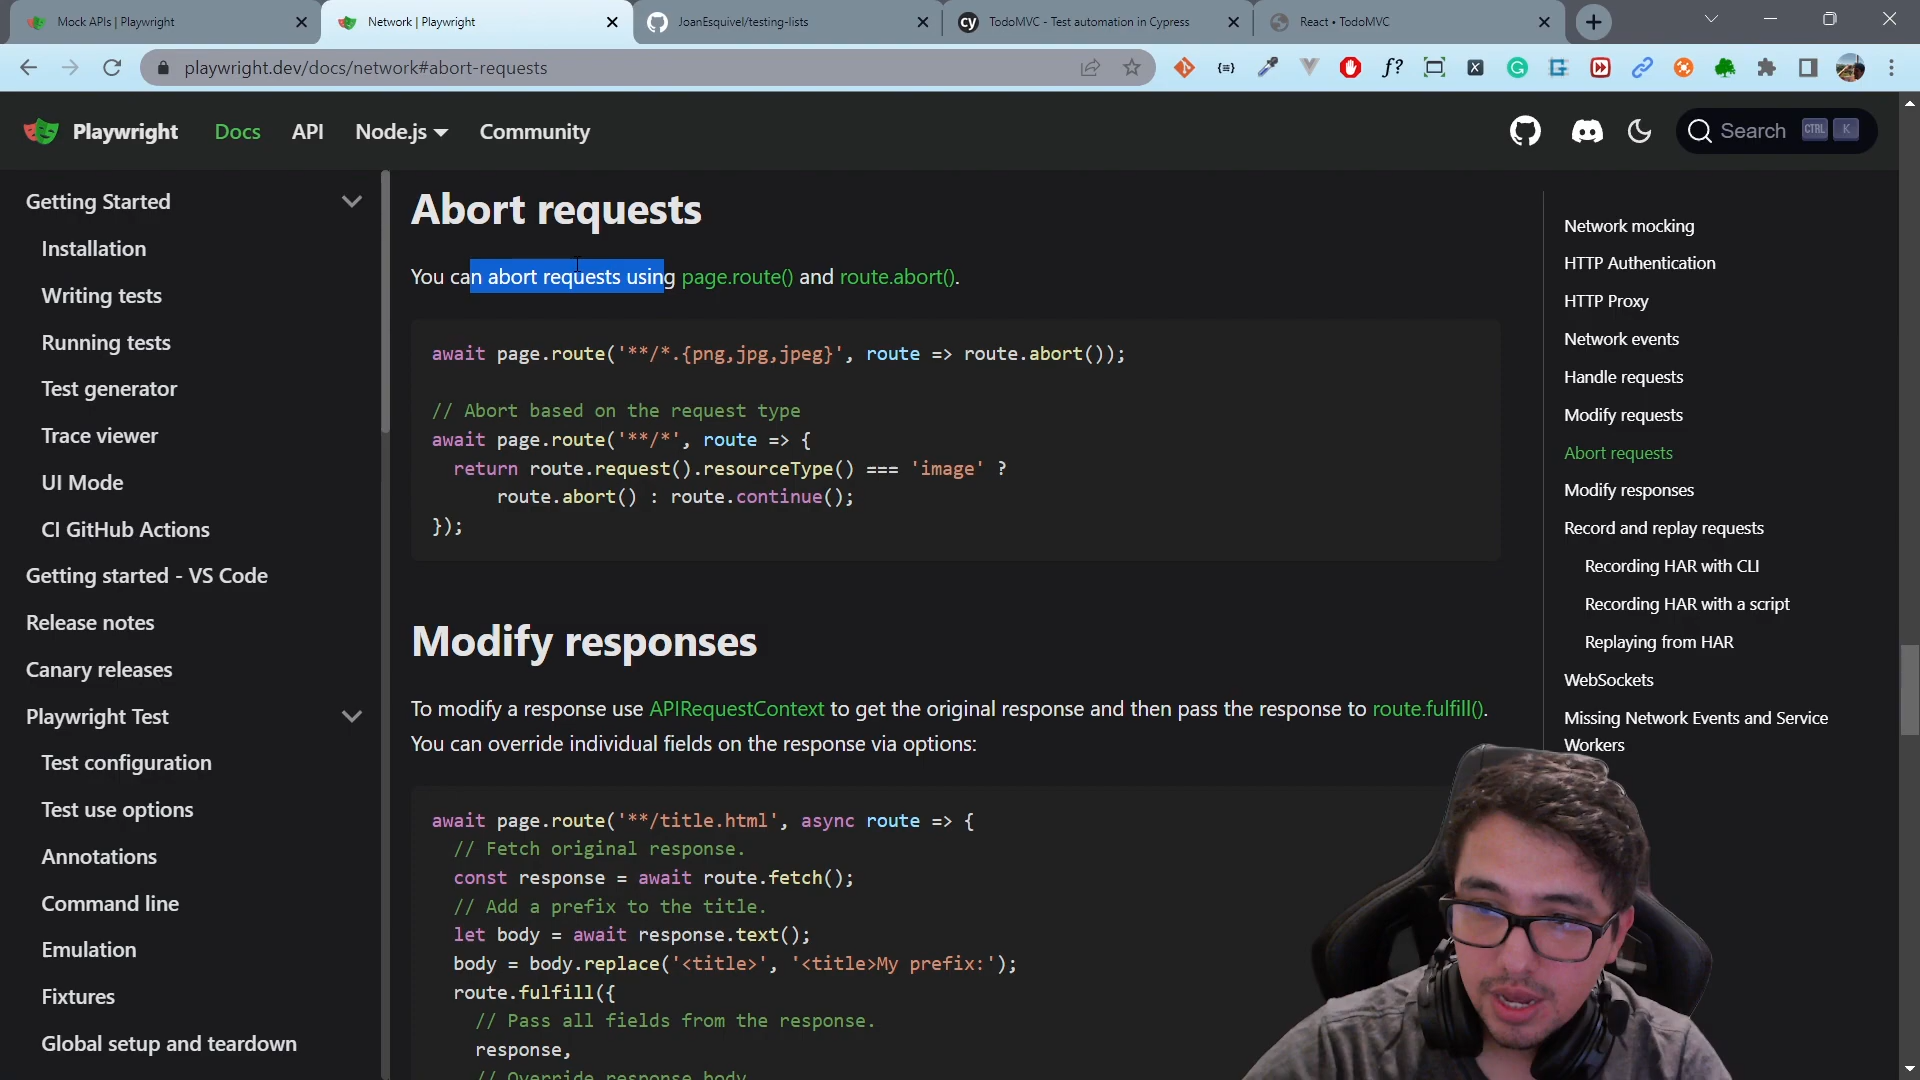 Mock APIs | Playwright
Network | Playwright
JoanEsquivel/testing-lists
TodoMVC - Test automation in Cypress
React • TodoMVC
playwright.dev/docs/network#abort-requests
Playwright
Docs
API
Node.js
Community
Search
CTRL
K
Getting Started
Installation
Writing tests
Running tests
Test generator
Trace viewer
UI Mode
CI GitHub Actions
Getting started - VS Code
Release notes
Canary releases
Playwright Test
Test configuration
Test use options
Annotations
Command line
Emulation
Fixtures
Global setup and teardown
Abort requests
You can abort requests using page.route() and route.abort().
await page.route('**/*.{png,jpg,jpeg}', route => route.abort());
// Abort based on the request type
await page.route('**/*', route => {
return route.request().resourceType() === 'image' ?
route.abort() : route.continue();
});
Modify responses
To modify a response use APIRequestContext to get the original response and then pass the response to route.fulfill().
You can override individual fields on the response via options:
await page.route('**/title.html', async route => {
// Fetch original response.
const response = await route.fetch();
// Add a prefix to the title.
let body = await response.text();
body = body.replace('<title>', '<title>My prefix:');
route.fulfill({
// Pass all fields from the response.
response,
// Override response body
Network mocking
HTTP Authentication
HTTP Proxy
Network events
Handle requests
Modify requests
Abort requests
Modify responses
Record and replay requests
Recording HAR with CLI
Recording HAR with a script
Replaying from HAR
WebSockets
Missing Network Events and Service
Workers